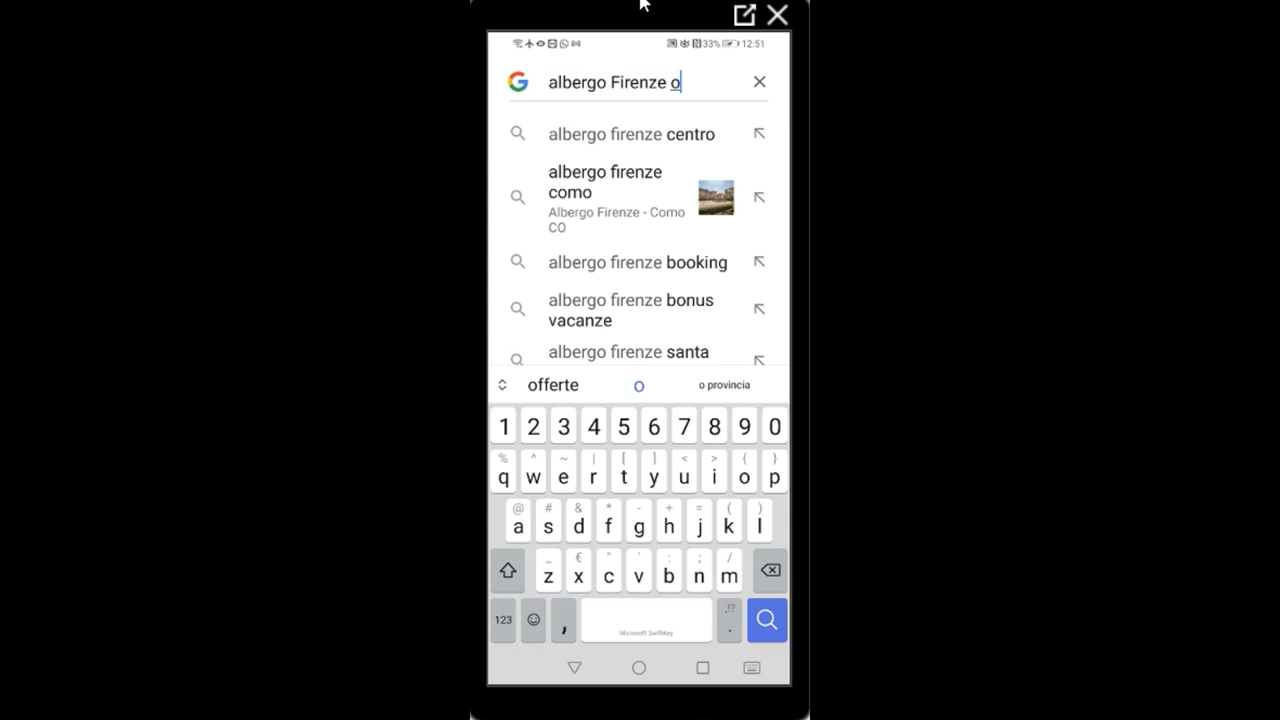 33% 12:51
albergo Firenze o
albergo firenze centro
albergo firenze
como
Albergo Firenze - Como
CO
albergo firenze booking
albergo firenze bonus
vacanze
albergo firenze santa
offerte o o provincia
1 2 3 4 5 6 7 8 9 0
% ^ ~ | [ ] < > { }
q w e r t y u i o p
@ # & * - + = ( )
a s d f g h j k l
_ € " ' : ; /
z x c v b n m
123 , .!? .
Microsoft SwiftKey